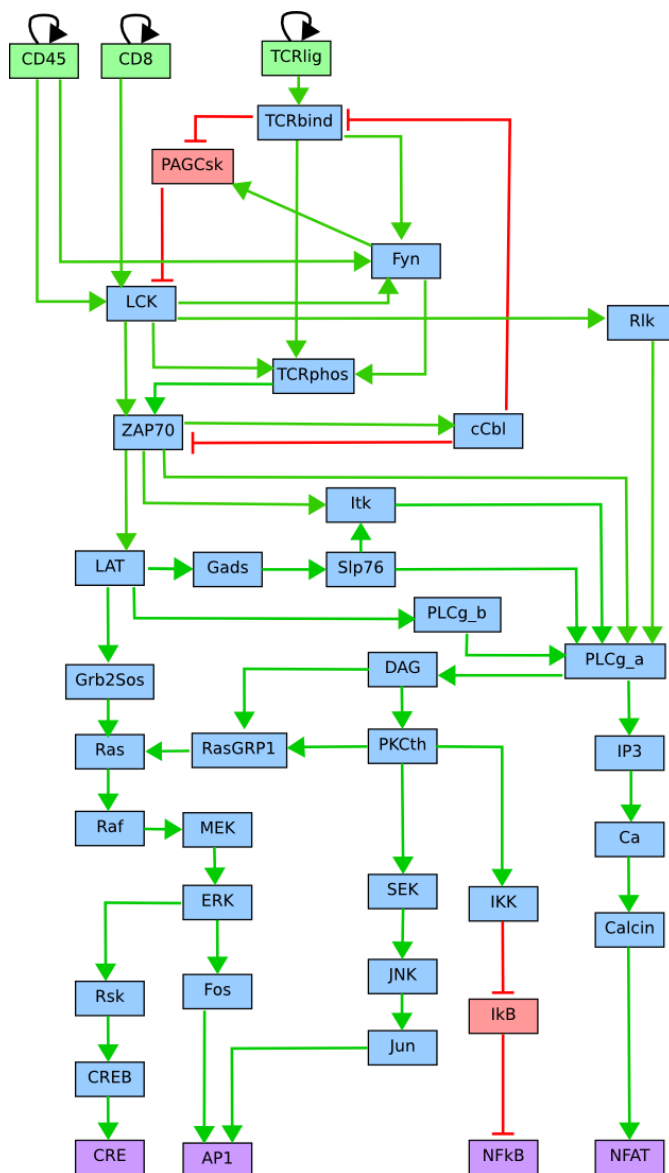 CD45
CD8
TCRlig
TCRbind
PAGCsk
Fyn
LCK
Rlk
TCRphos
ZAP70
cCbl
Itk
LAT
Gads
Slp76
PLCg_b
PLCg_a
Grb2Sos
DAG
Ras
RasGRP1
PKCth
IP3
Raf
MEK
Ca
ERK
SEK
IKK
Calcin
Rsk
Fos
JNK
IkB
CREB
Jun
CRE
AP1
NFkB
NFAT